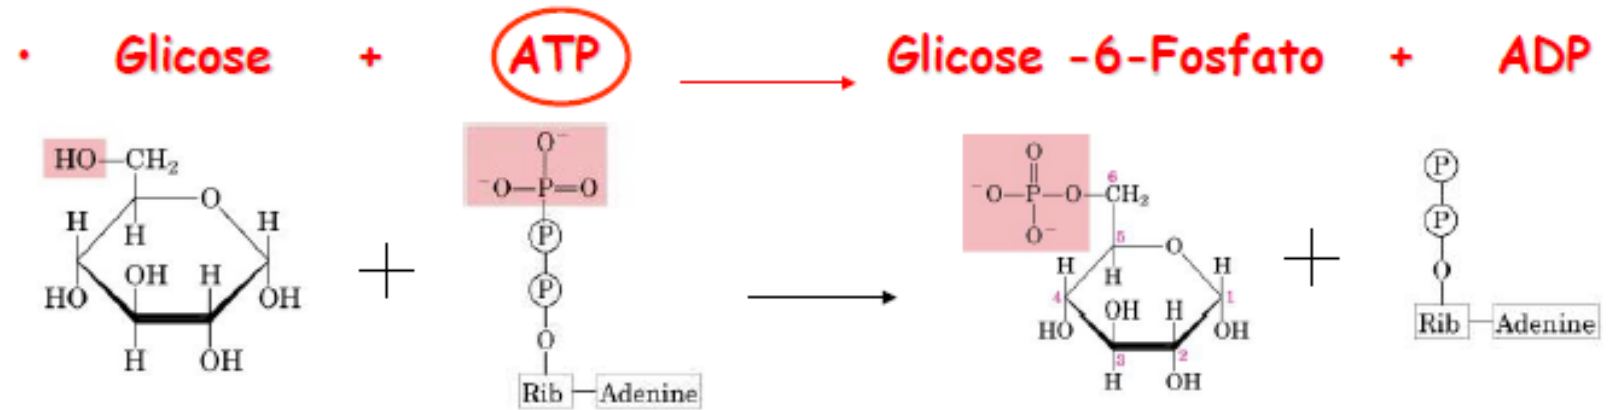 • Glicose + ATP → Glicose -6-Fosfato + ADP
HO—CH₂
O
H H
H
OH H
HO OH
H OH
+
O⁻
⁻O—P=O
P
P
O
Rib — Adenine
→
O
⁻O—P—O—CH₂
6
O⁻
5
O
H H
H
4 1
OH H
HO OH
3 2
H OH
+
P
P
O
Rib — Adenine